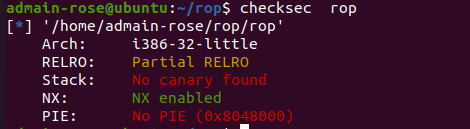 admain-rose@ubuntu:~/rop$ checksec  rop
[*] '/home/admain-rose/rop/rop'
    Arch:     i386-32-little
    RELRO:    Partial RELRO
    Stack:    No canary found
    NX:       NX enabled
    PIE:      No PIE (0x8048000)